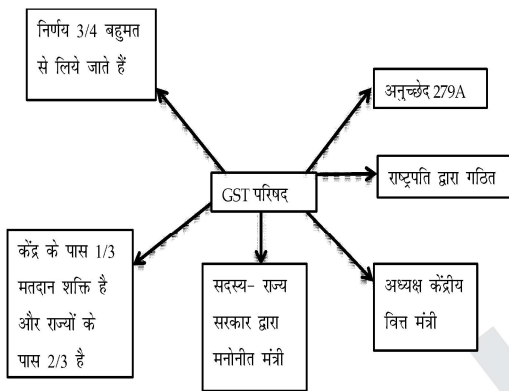 निर्णय 3/4 बहुमत
से लिये जाते हैं
अनुच्छेद 279A
राष्ट्रपति द्वारा गठित
GST परिषद
केंद्र के पास 1/3
मतदान शक्ति है
और राज्यों के
पास 2/3 है
सदस्य- राज्य
सरकार द्वारा
मनोनीत मंत्री
अध्यक्ष केंद्रीय
वित्त मंत्री